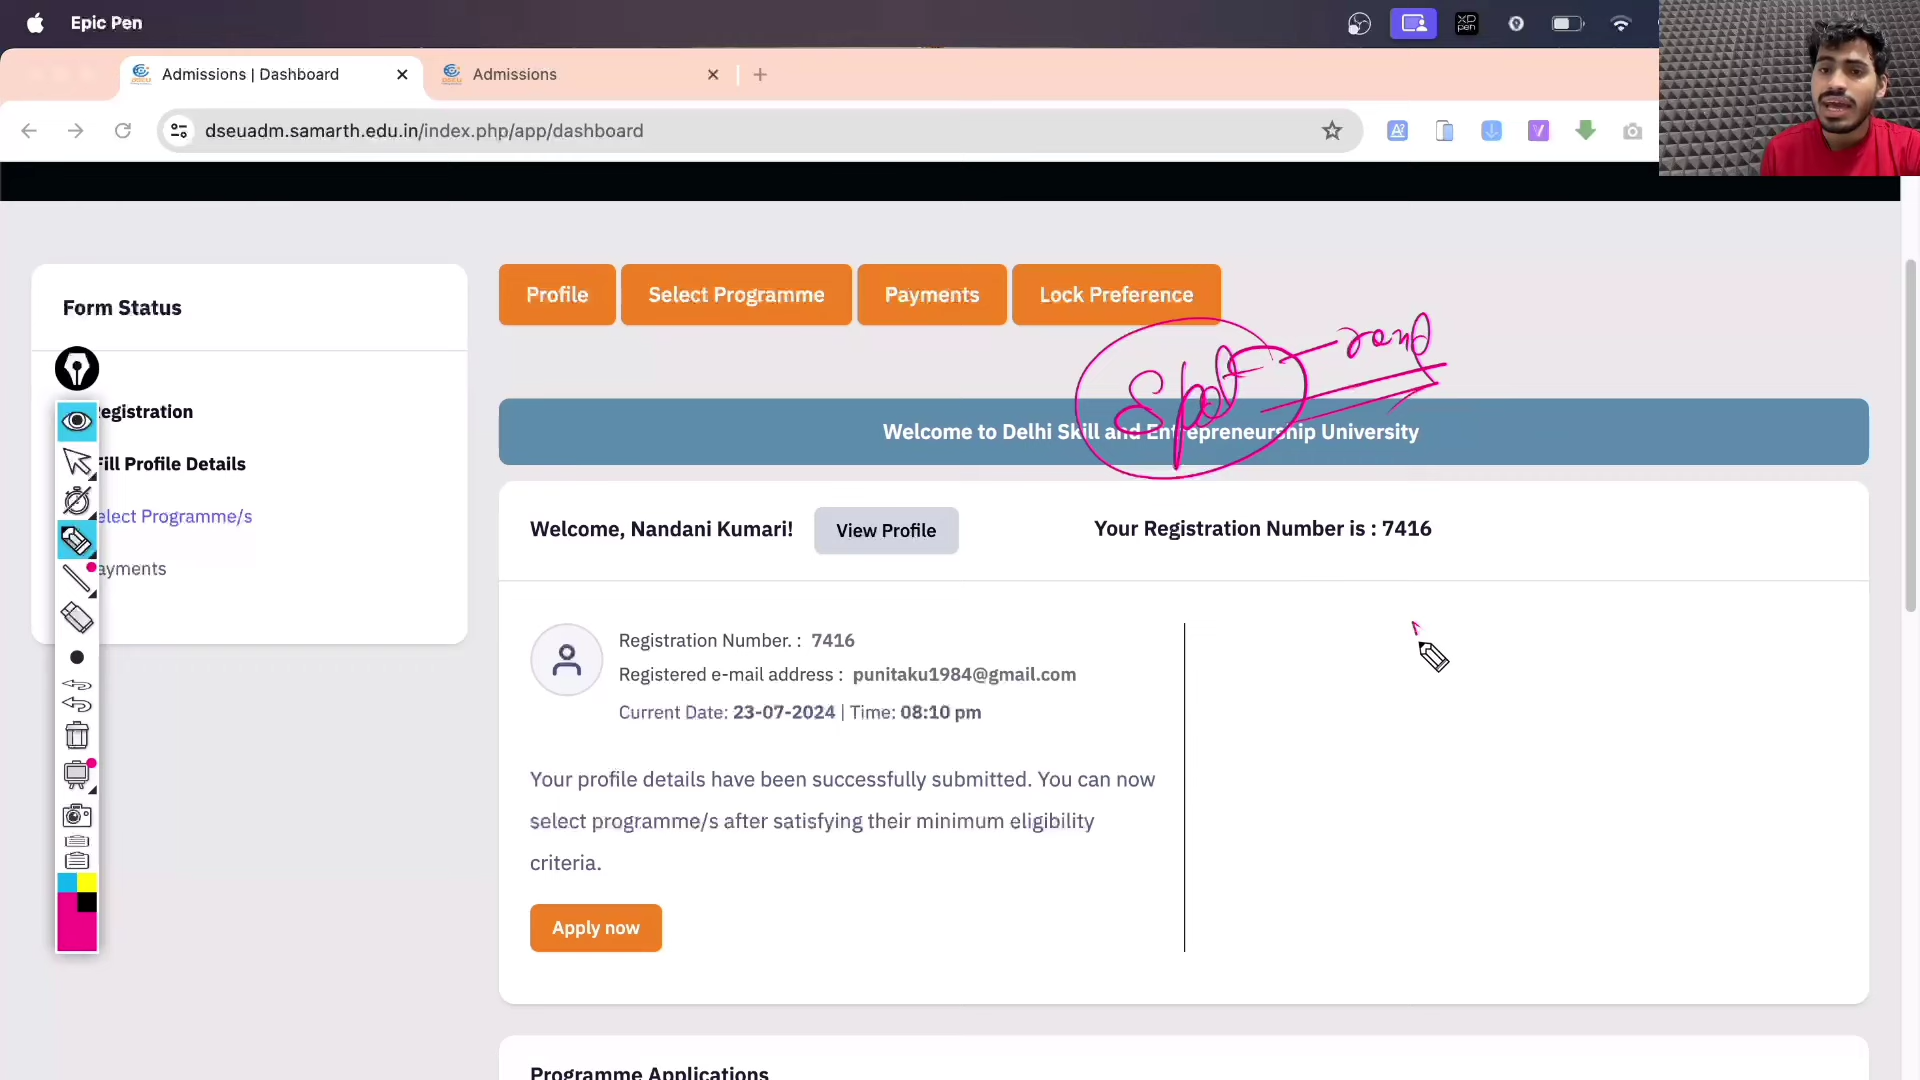 Epic Pen
XD
pen
Admissions | Dashboard
Admissions
dseuadm.samarth.edu.in/index.php/app/dashboard
Form Status
Profile
Select Programme
Payments
Lock Preference
Spot
egistration
Welcome to Delhi Skill and Entrepreneurship University
Fill Profile Details
elect Programme/s
ayments
Welcome, Nandani Kumari!
View Profile
Your Registration Number is : 7416
Registration Number. : 7416
Registered e-mail address : punitaku1984@gmail.com
Current Date: 23-07-2024 | Time: 08:10 pm
Your profile details have been successfully submitted. You can now
select programme/s after satisfying their minimum eligibility
criteria.
Apply now
Programme Applications